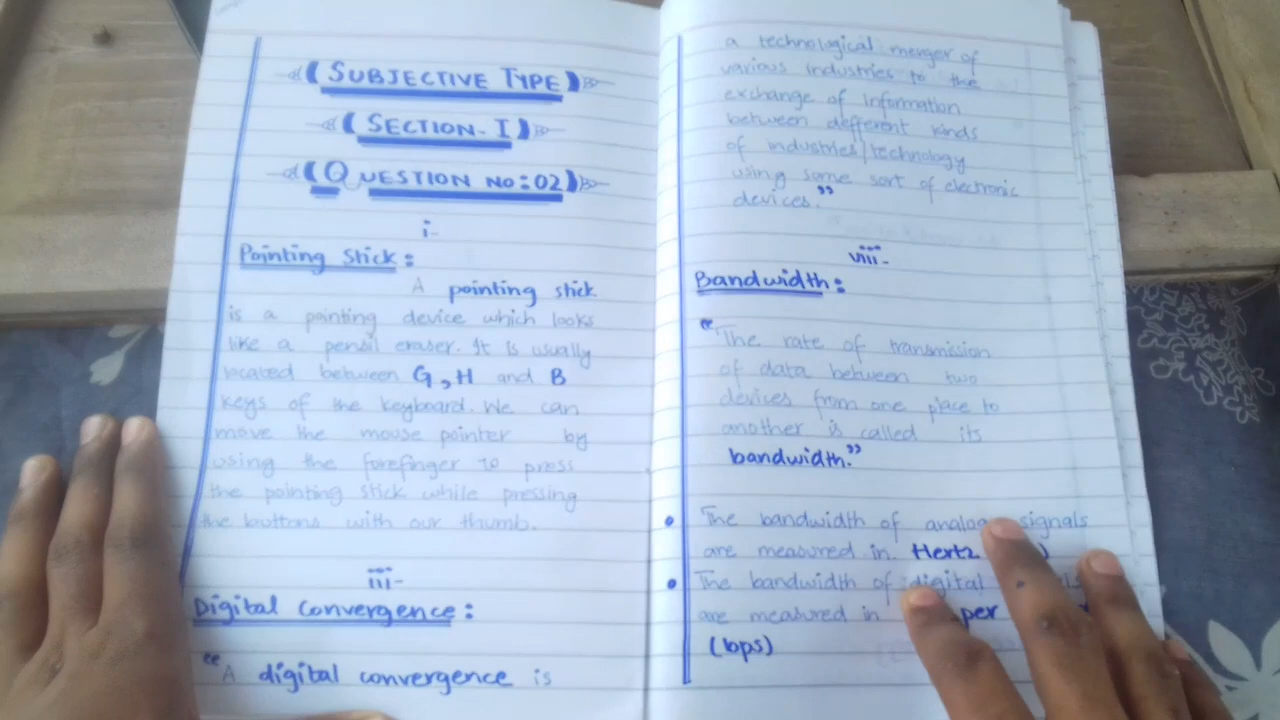 (SUBJECTIVE TYPE)
(SECTION-I)
(QUESTION NO:02)
i-
Pointing stick:
A pointing stick
is a pointing device which looks
like a pensil eraser. It is usually
located between G, H and B
keys of the keyboard. We can
move the mouse pointer by
using the forefinger to press
the pointing stick while pressing
the buttons with our thumb.
iii-
Digital convergence:
"A digital convergence is
a technological merger of
various industries to the
exchange of information
between defferent kinds
of industries/technology
using some sort of electronic
devices."
viii-
Bandwidth:
"The rate of transmission
of data between two
devices from one place to
another is called its
bandwidth."
• The bandwidth of analog signals
are measured in Hertz )
• The bandwidth of digital
are measured in per
(bps)